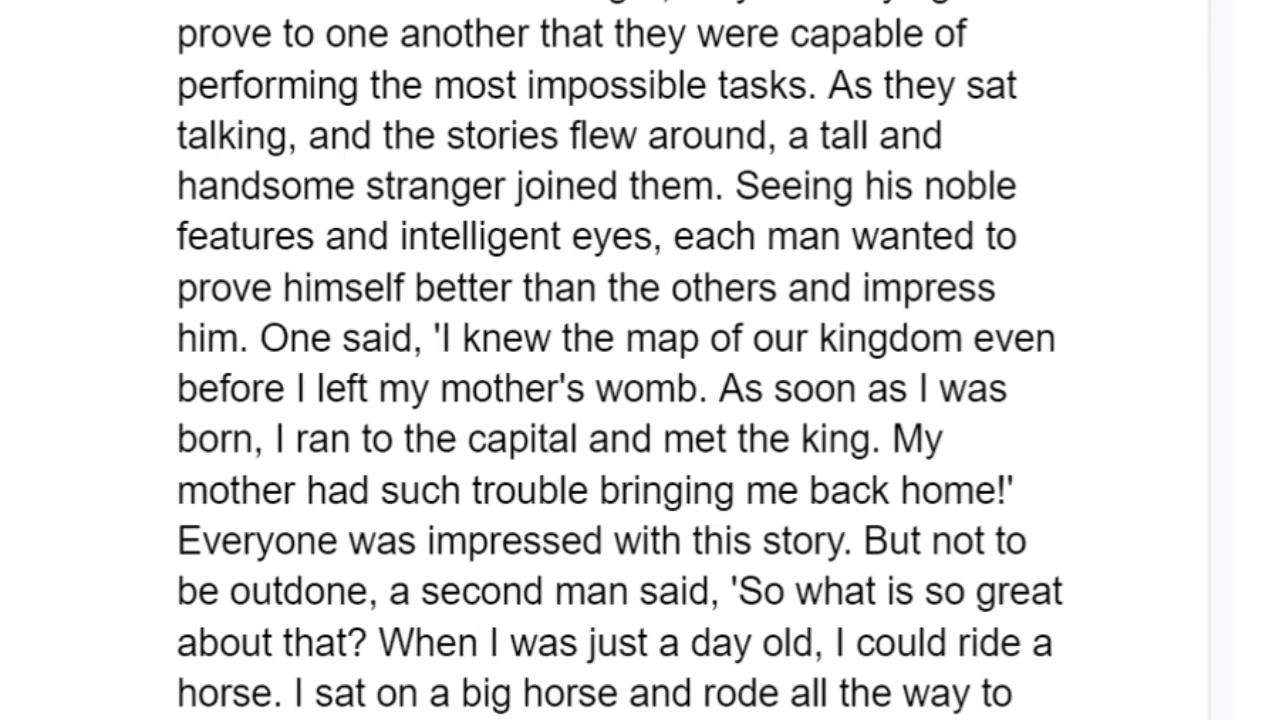 prove to one another that they were capable of
performing the most impossible tasks. As they sat
talking, and the stories flew around, a tall and
handsome stranger joined them. Seeing his noble
features and intelligent eyes, each man wanted to
prove himself better than the others and impress
him. One said, 'I knew the map of our kingdom even
before I left my mother's womb. As soon as I was
born, I ran to the capital and met the king. My
mother had such trouble bringing me back home!'
Everyone was impressed with this story. But not to
be outdone, a second man said, 'So what is so great
about that? When I was just a day old, I could ride a
horse. I sat on a big horse and rode all the way to